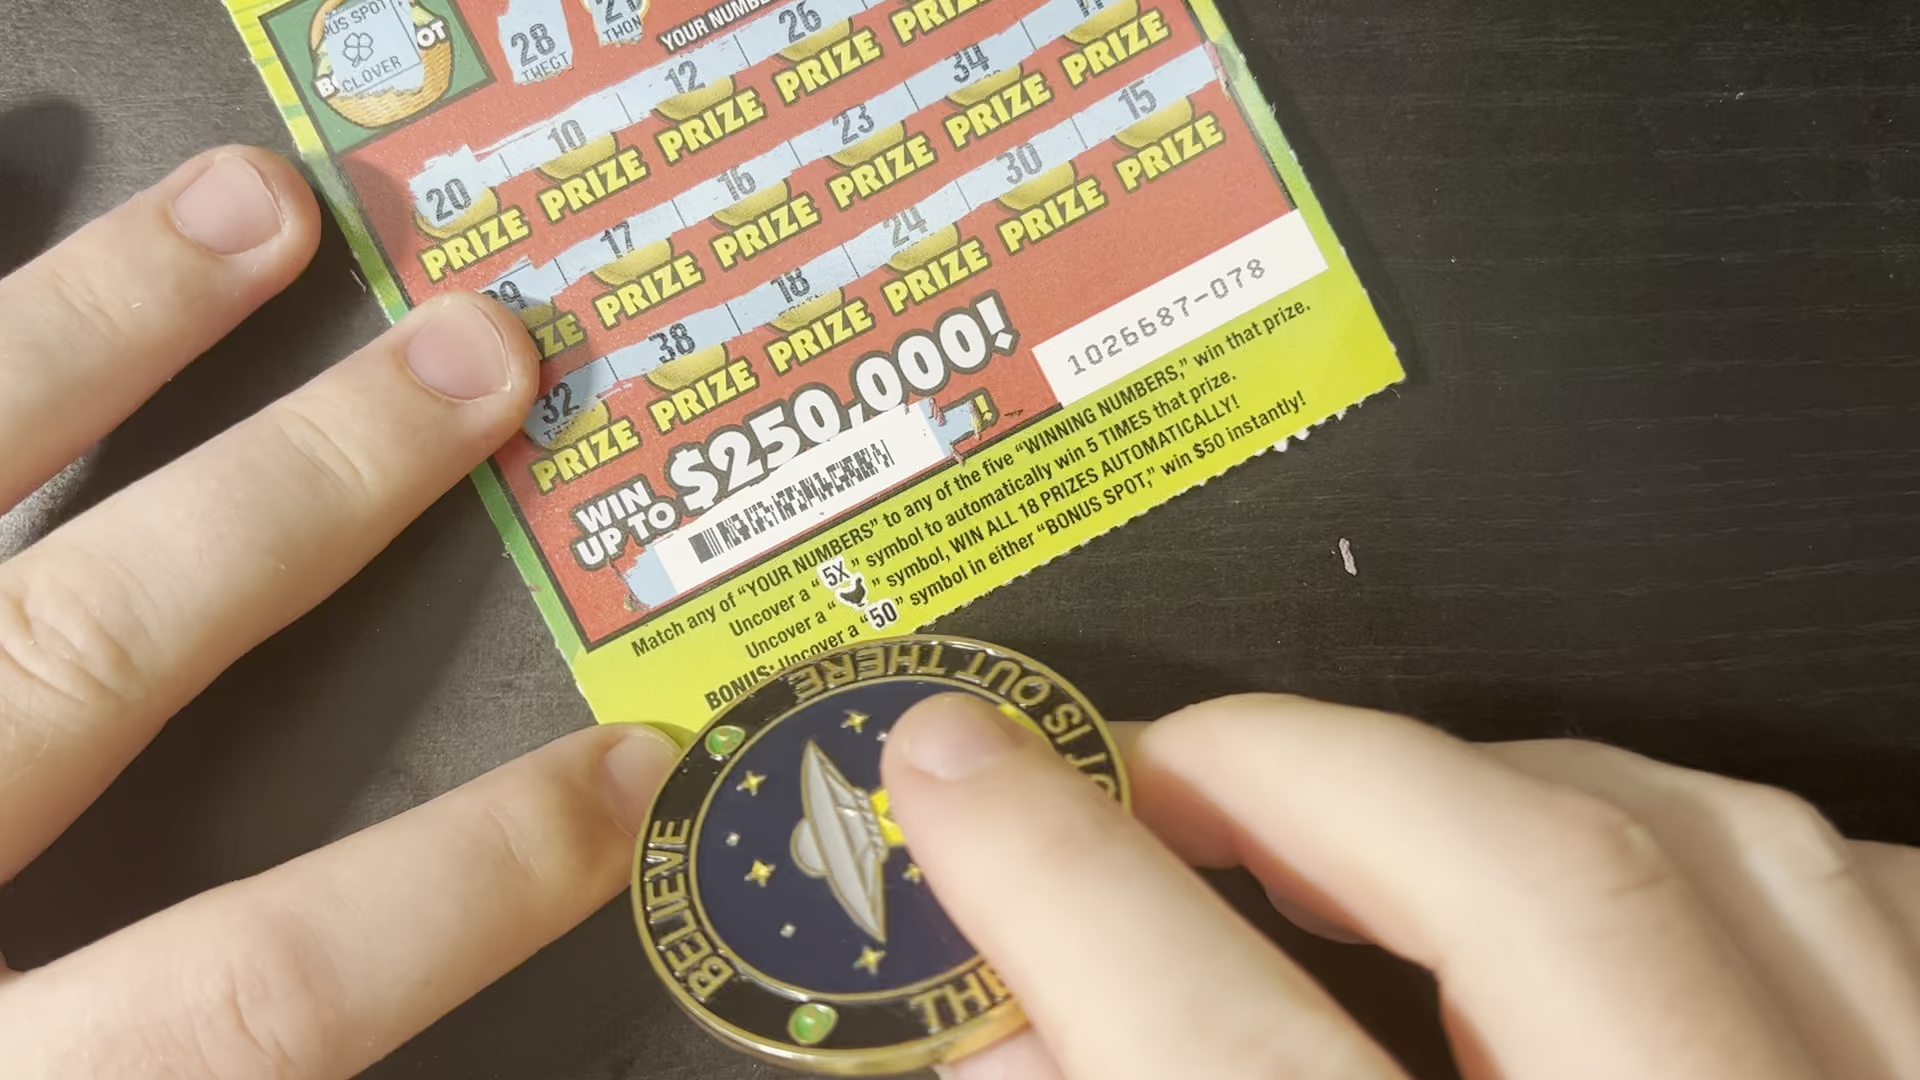 BONUS SPOT
CLOVER
28
THEGT
21
YOUR NUMBERS
20 10 12 26
PRIZE PRIZE PRIZE PRIZE PRIZE
17 16 23 34
PRIZE PRIZE PRIZE PRIZE PRIZE
32 38 18 24 30 15
PRIZE PRIZE PRIZE PRIZE PRIZE PRIZE
WIN UP TO $250,000!
1026687-078
Match any of “YOUR NUMBERS” to any of the five “WINNING NUMBERS,” win that prize.
Uncover a “5X” symbol to automatically win 5 TIMES that prize.
Uncover a “ ” symbol, WIN ALL 18 PRIZES AUTOMATICALLY!
BONUS: Uncover a “50” symbol in either “BONUS SPOT,” win $50 instantly!
BELIEVE
IS OUT THERE